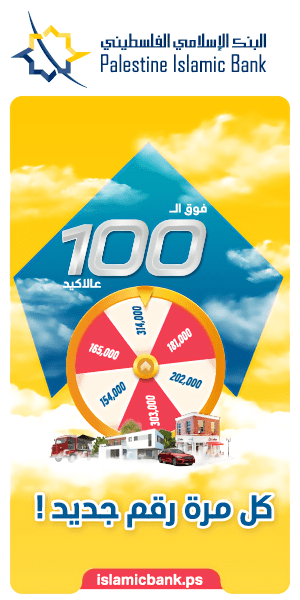 البنك الإسلامي الفلسطيني
Palestine Islamic Bank
فوق الـ
100
عالأكيد
314,000
181,000
202,000
303,000
154,000
165,000
كل مرة رقم جديد !
islamicbank.ps